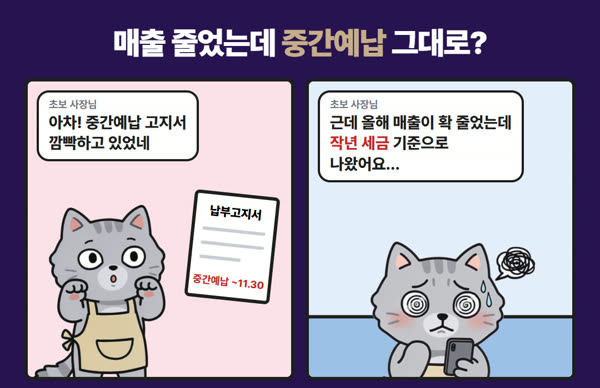 매출 줄었는데 중간예납 그대로?
초보 사장님
아차! 중간예납 고지서
깜빡하고 있었네
납부고지서
중간예납 ~11.30
초보 사장님
근데 올해 매출이 확 줄었는데
작년 세금 기준으로
나왔어요...